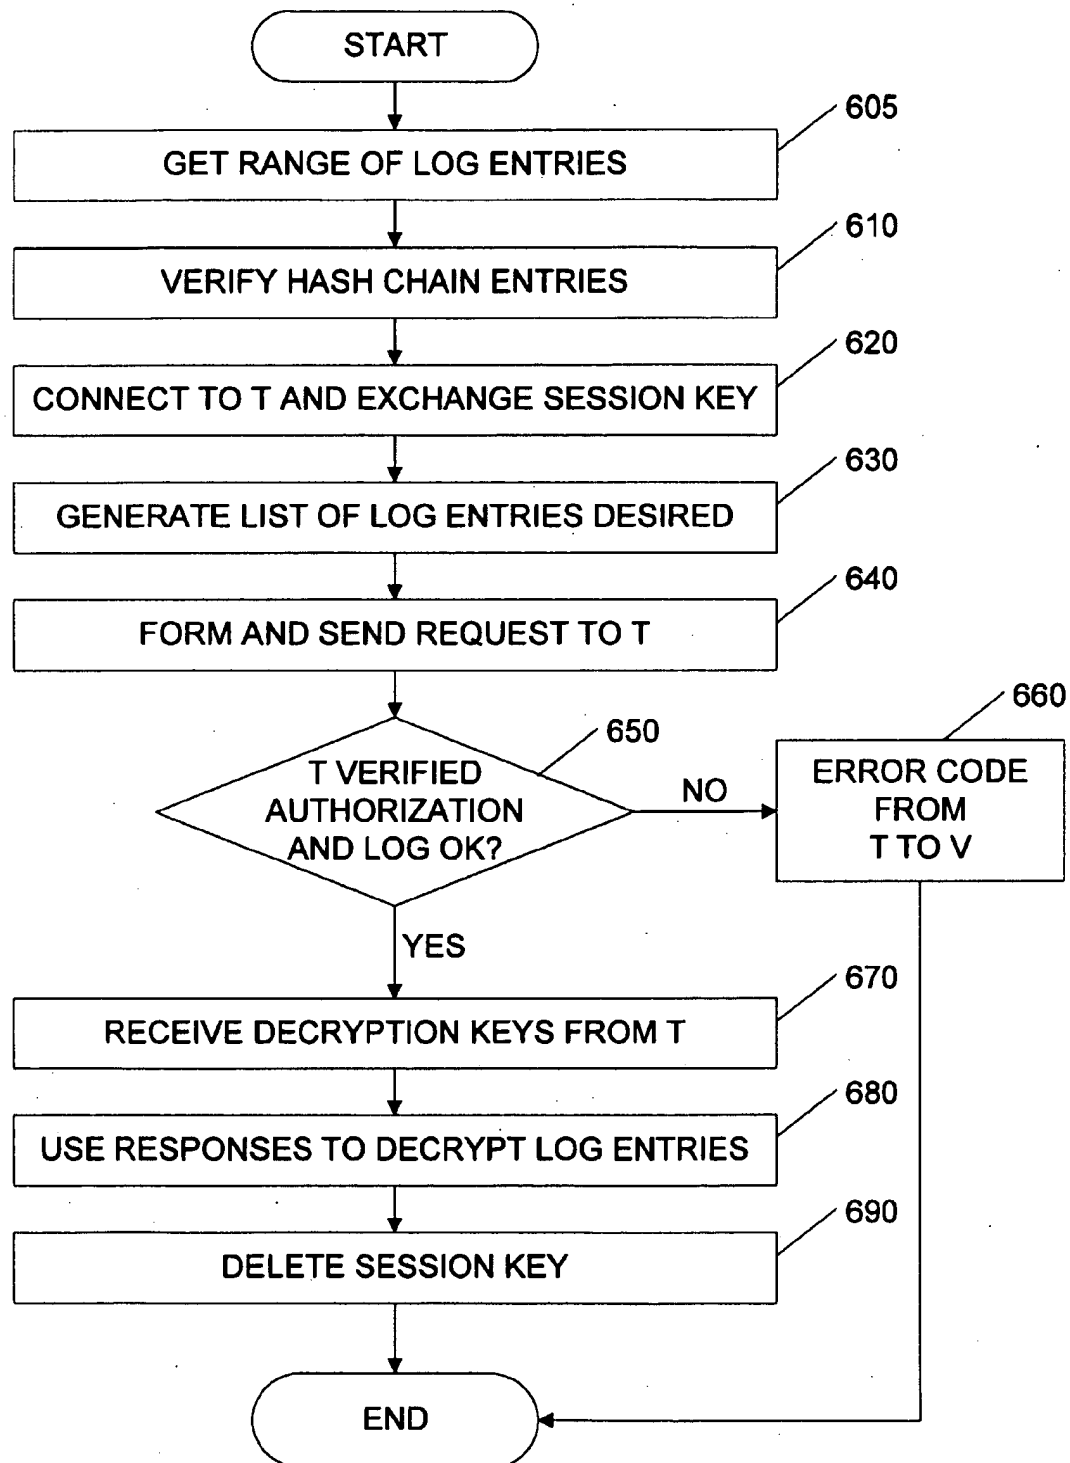 START
605
GET RANGE OF LOG ENTRIES
610
VERIFY HASH CHAIN ENTRIES
620
CONNECT TO T AND EXCHANGE SESSION KEY
630
GENERATE LIST OF LOG ENTRIES DESIRED
640
FORM AND SEND REQUEST TO T
650
T VERIFIED
AUTHORIZATION
AND LOG OK?
NO
660
ERROR CODE
FROM
T TO V
YES
670
RECEIVE DECRYPTION KEYS FROM T
680
USE RESPONSES TO DECRYPT LOG ENTRIES
690
DELETE SESSION KEY
END